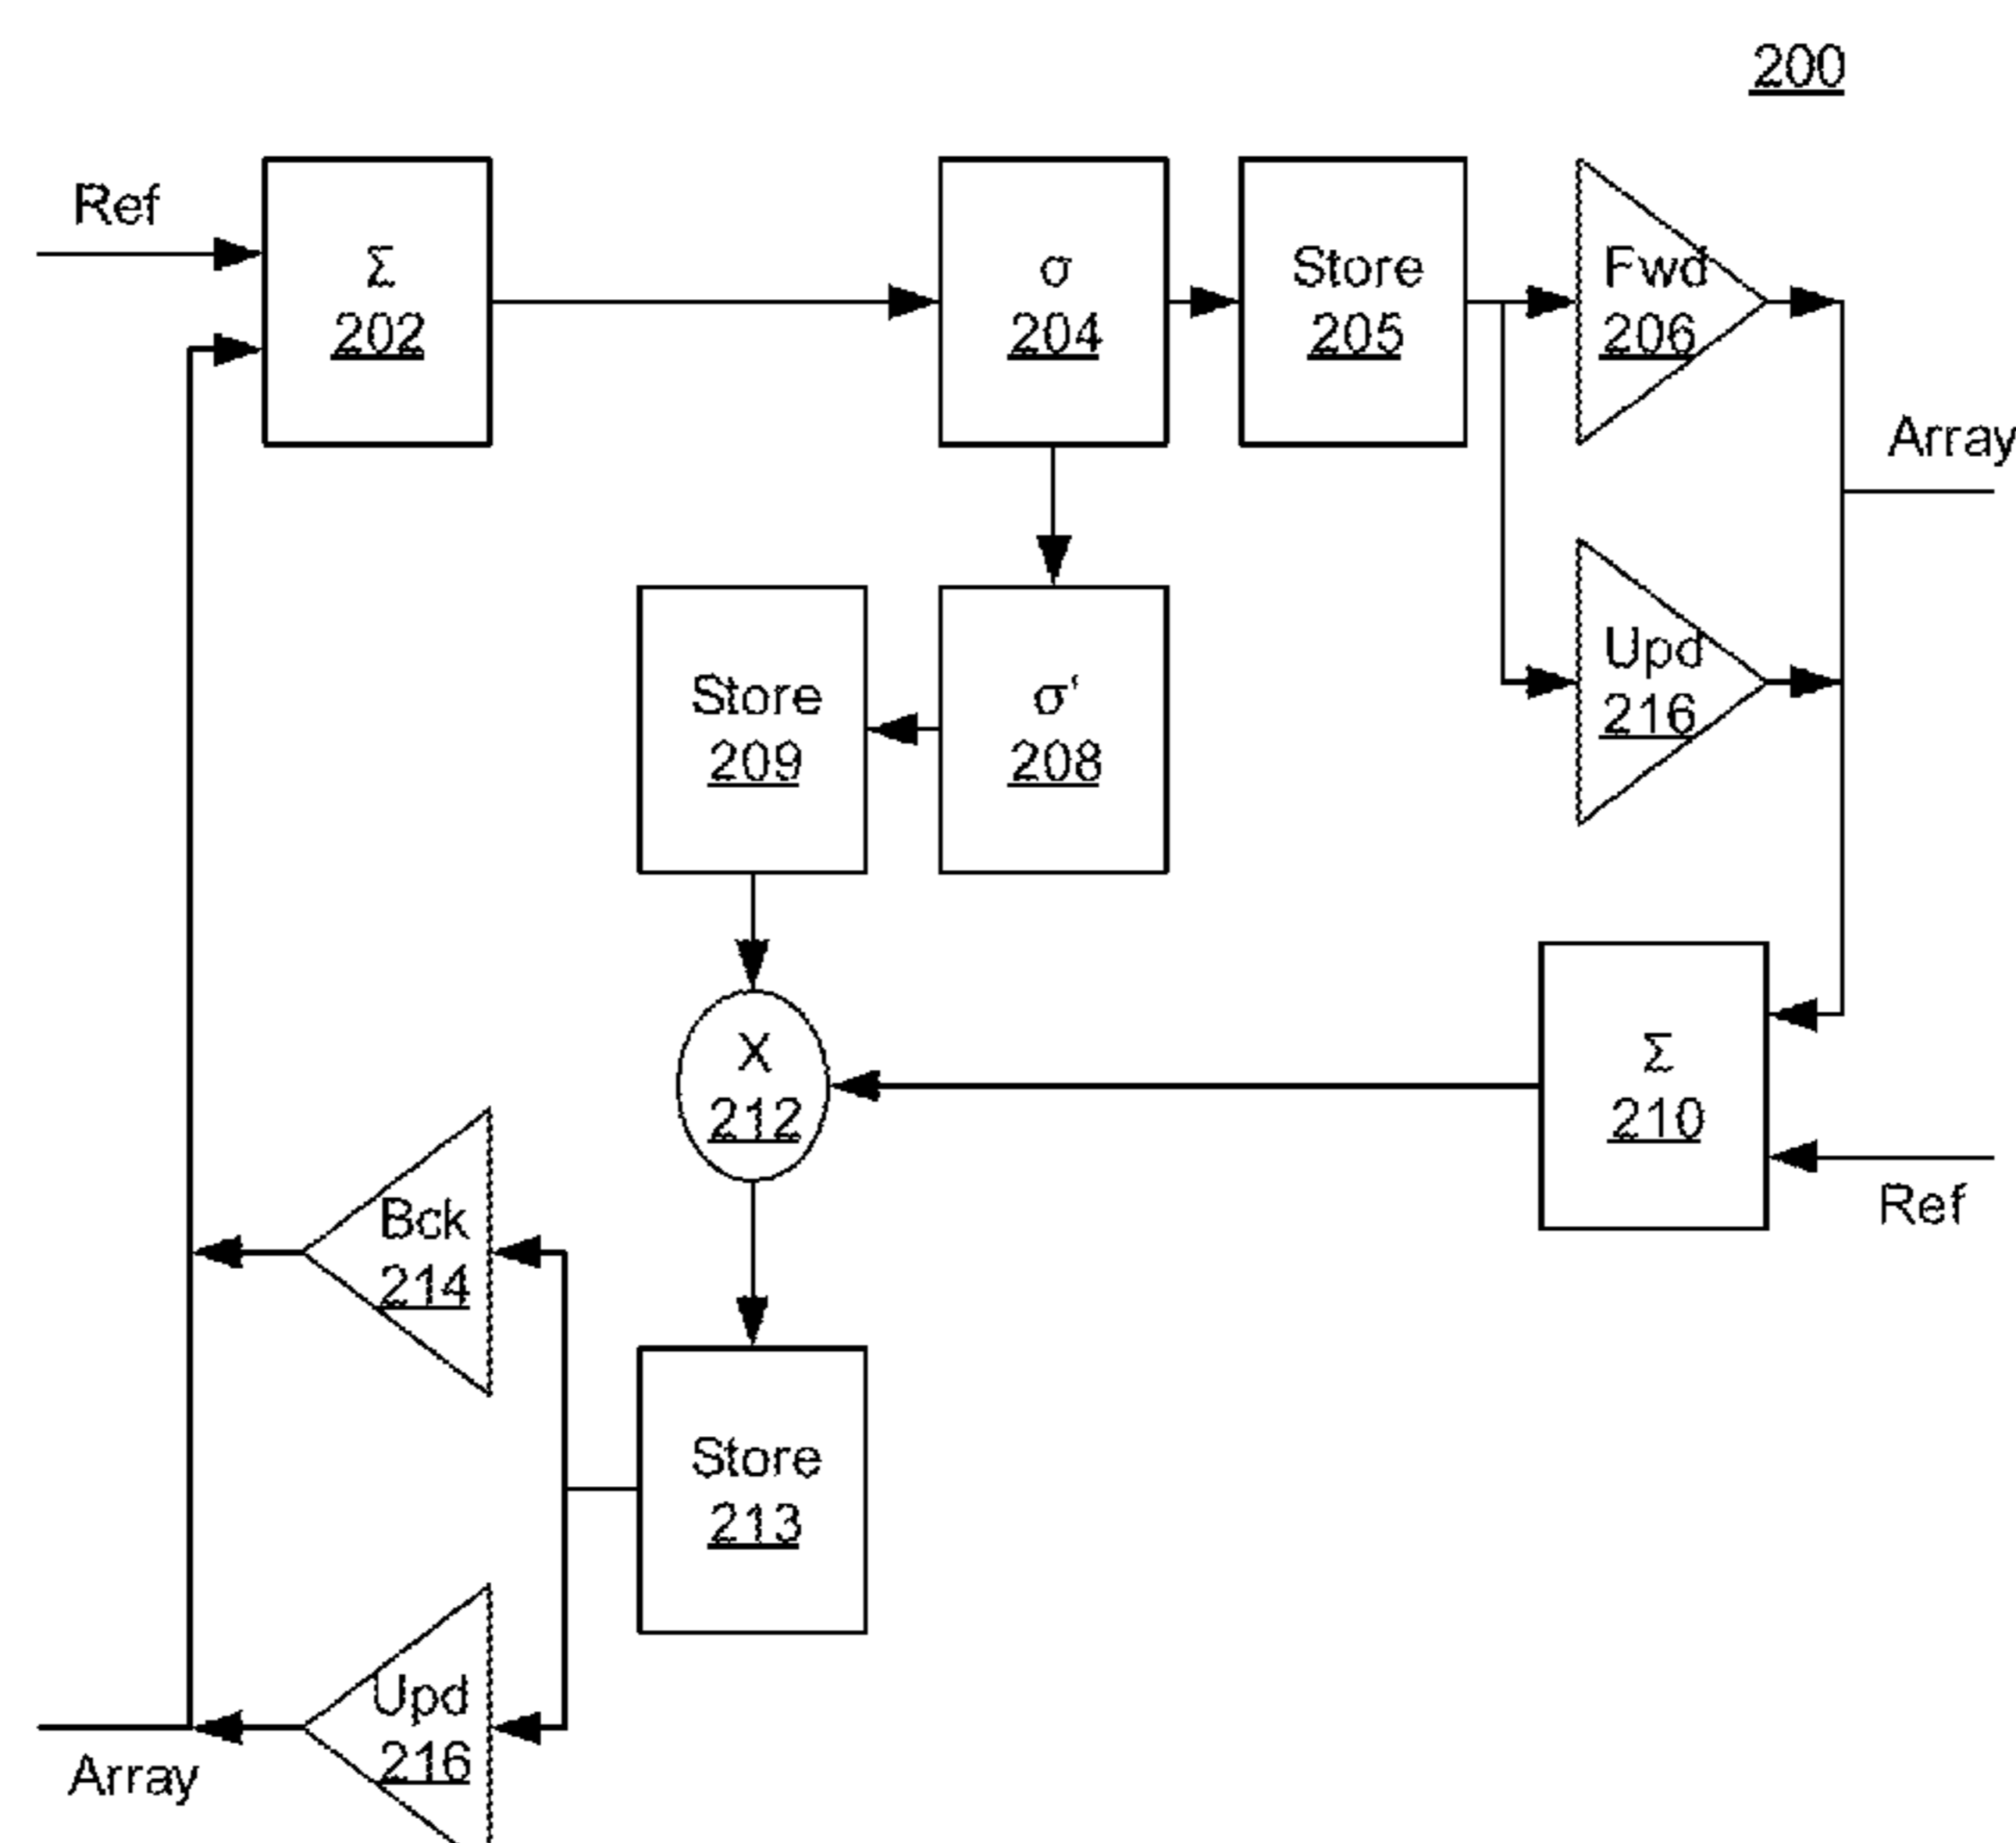 200
Ref
Σ
202
σ
204
Store
205
Fwd
206
Array
Store
209
σ'
208
Upd
216
X
212
Σ
210
Ref
Bck
214
Store
213
Upd
216
Array